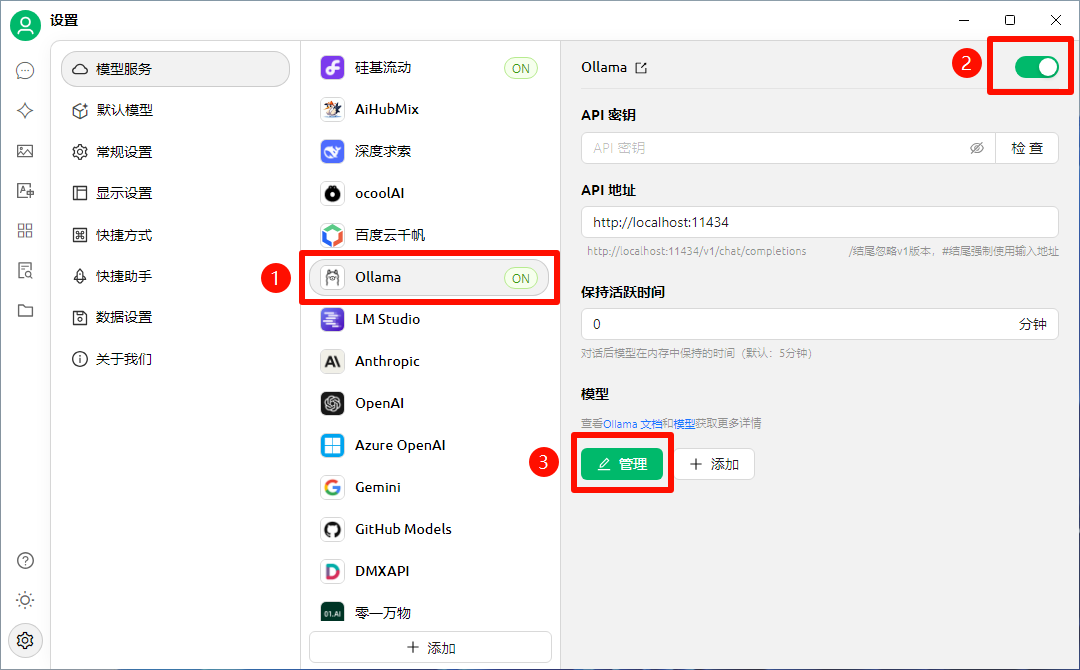 设置
模型服务
默认模型
常规设置
显示设置
快捷方式
快捷助手
数据设置
关于我们
硅基流动 ON
AiHubMix
深度求索
ocoolAI
百度云千帆
1
Ollama ON
LM Studio
Anthropic
OpenAI
Azure OpenAI
Gemini
GitHub Models
DMXAPI
01.AI 零一万物
添加
Ollama
2
API 密钥
API 密钥 检 查
API 地址
http://localhost:11434
http://localhost:11434/v1/chat/completions /结尾忽略v1版本，#结尾强制使用输入地址
保持活跃时间
0 分钟
对话后模型在内存中保持的时间（默认：5分钟）
模型
查看Ollama 文档和模型获取更多详情
3
管理 添加